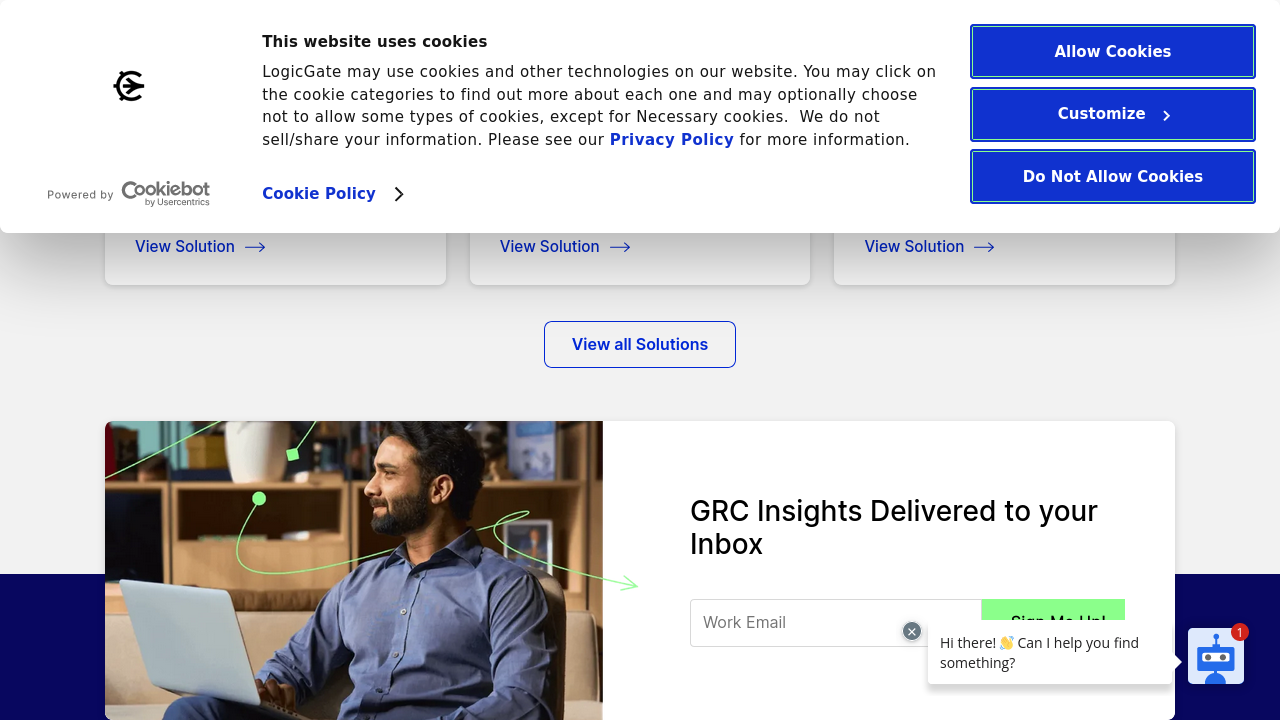 This website uses cookies
LogicGate may use cookies and other technologies on our website. You may click on
the cookie categories to find out more about each one and may optionally choose
not to allow some types of cookies, except for Necessary cookies.  We do not
sell/share your information. Please see our Privacy Policy for more information.
Powered by Cookiebot
by Usercentrics
Cookie Policy
Allow Cookies
Customize
Do Not Allow Cookies
View Solution
View Solution
View Solution
View all Solutions
GRC Insights Delivered to your
Inbox
Work Email
Sign Me Up!
Hi there! 👋 Can I help you find
something?
1